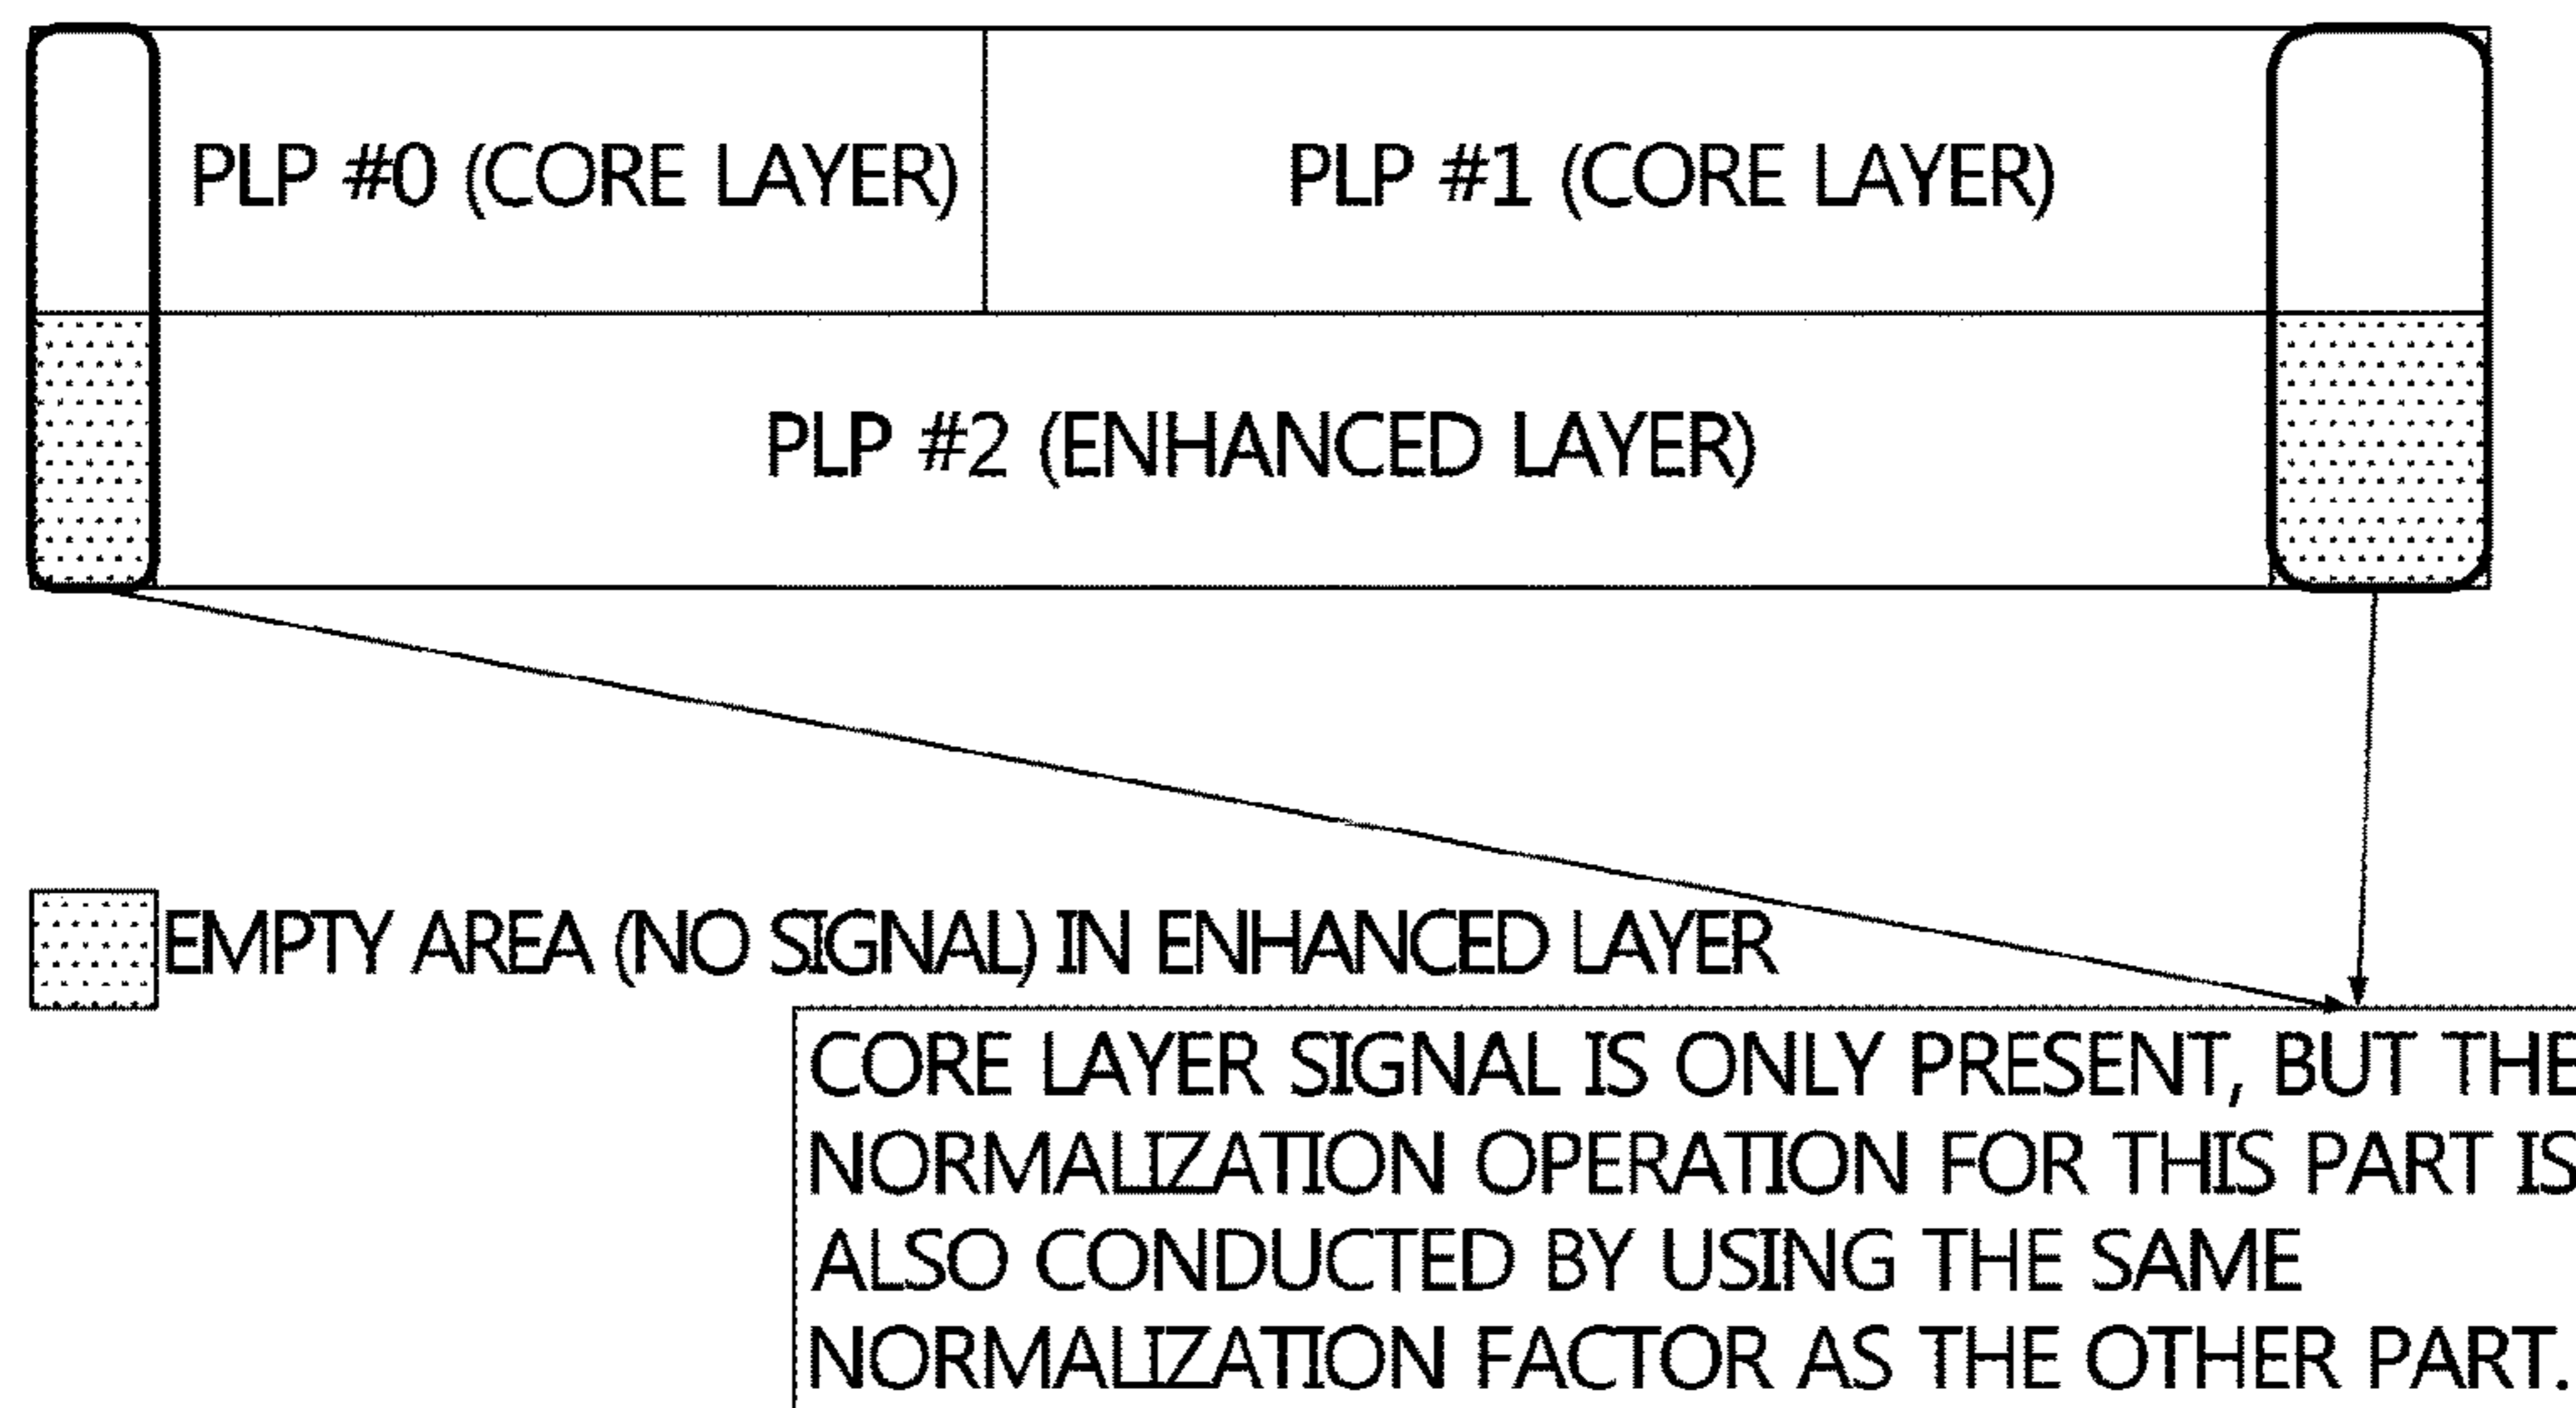 PLP #0 (CORE LAYER)
PLP #1 (CORE LAYER)
PLP #2 (ENHANCED LAYER)
EMPTY AREA (NO SIGNAL) IN ENHANCED LAYER
CORE LAYER SIGNAL IS ONLY PRESENT, BUT THE
NORMALIZATION OPERATION FOR THIS PART IS
ALSO CONDUCTED BY USING THE SAME
NORMALIZATION FACTOR AS THE OTHER PART.